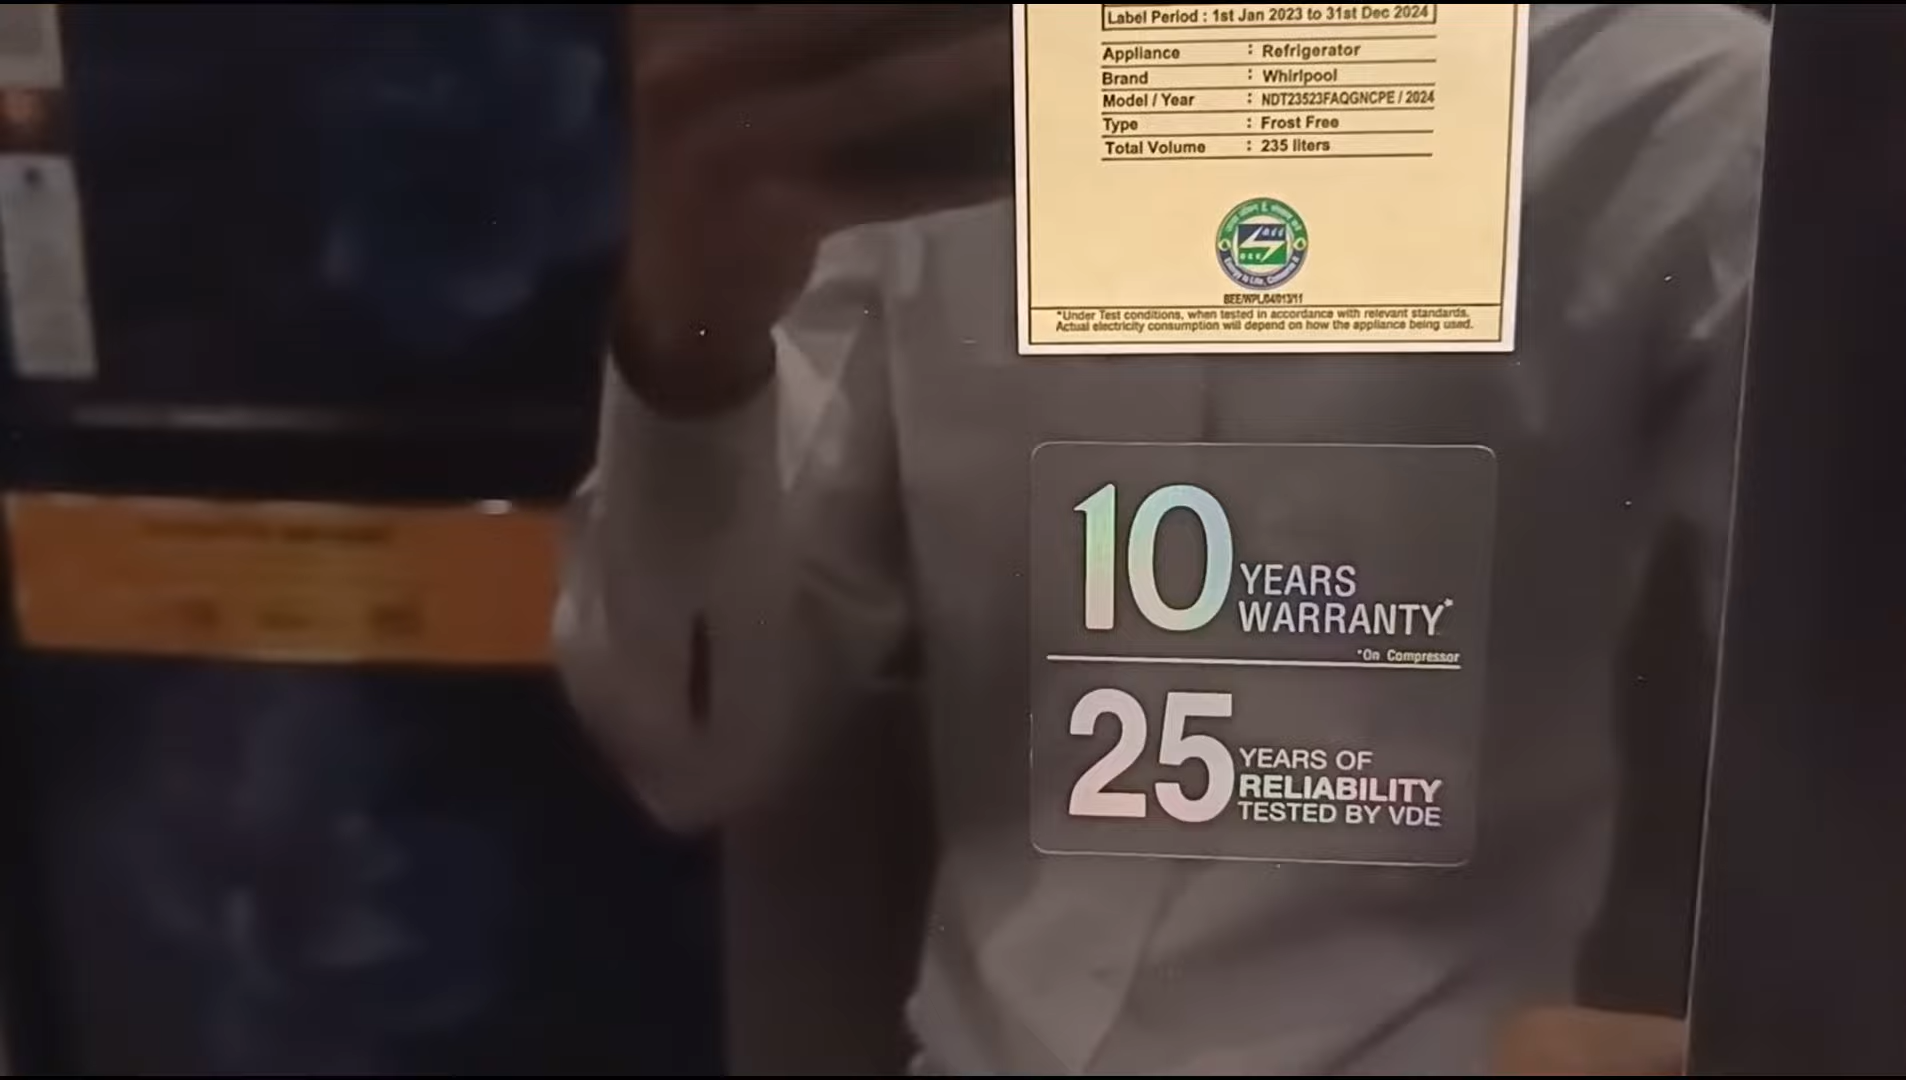 Label Period : 1st Jan 2023 to 31st Dec 2024
Appliance : Refrigerator
Brand : Whirlpool
Model / Year : NDT23523FAQGNCPE / 2024
Type : Frost Free
Total Volume : 235 liters
*Under Test conditions, when tested in accordance with relevant standards.
Actual electricity consumption will depend on how the appliance being used.
10 YEARS
WARRANTY*
*On Compressor
25 YEARS OF
RELIABILITY
TESTED BY VDE